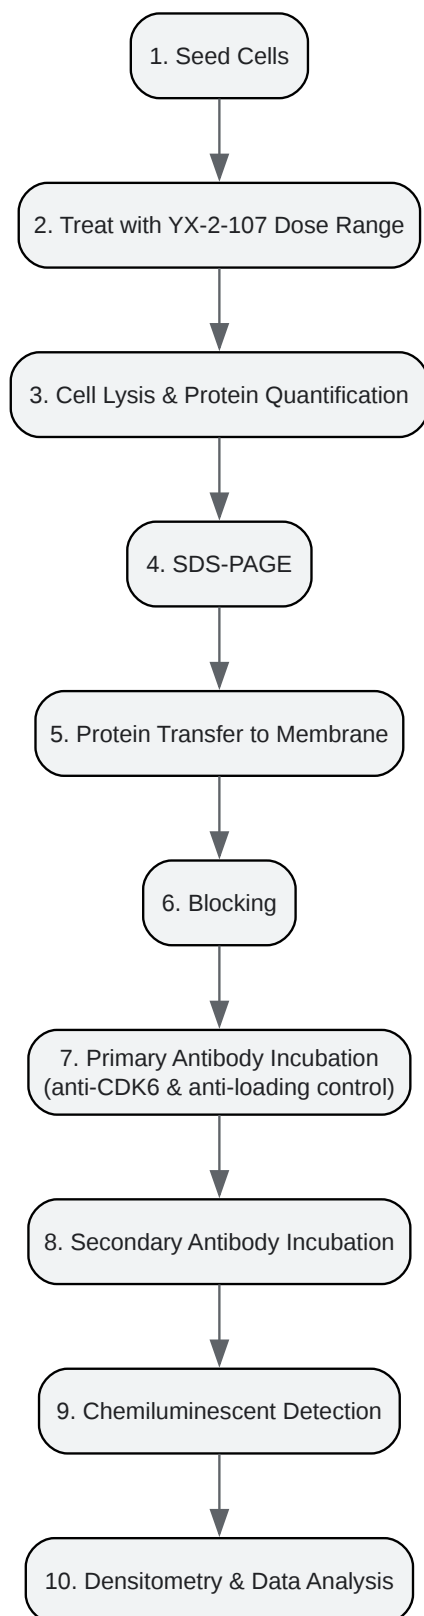 1. Seed Cells
2. Treat with YX-2-107 Dose Range
3. Cell Lysis & Protein Quantification
4. SDS-PAGE
5. Protein Transfer to Membrane
6. Blocking
7. Primary Antibody Incubation
(anti-CDK6 & anti-loading control)
8. Secondary Antibody Incubation
9. Chemiluminescent Detection
10. Densitometry & Data Analysis